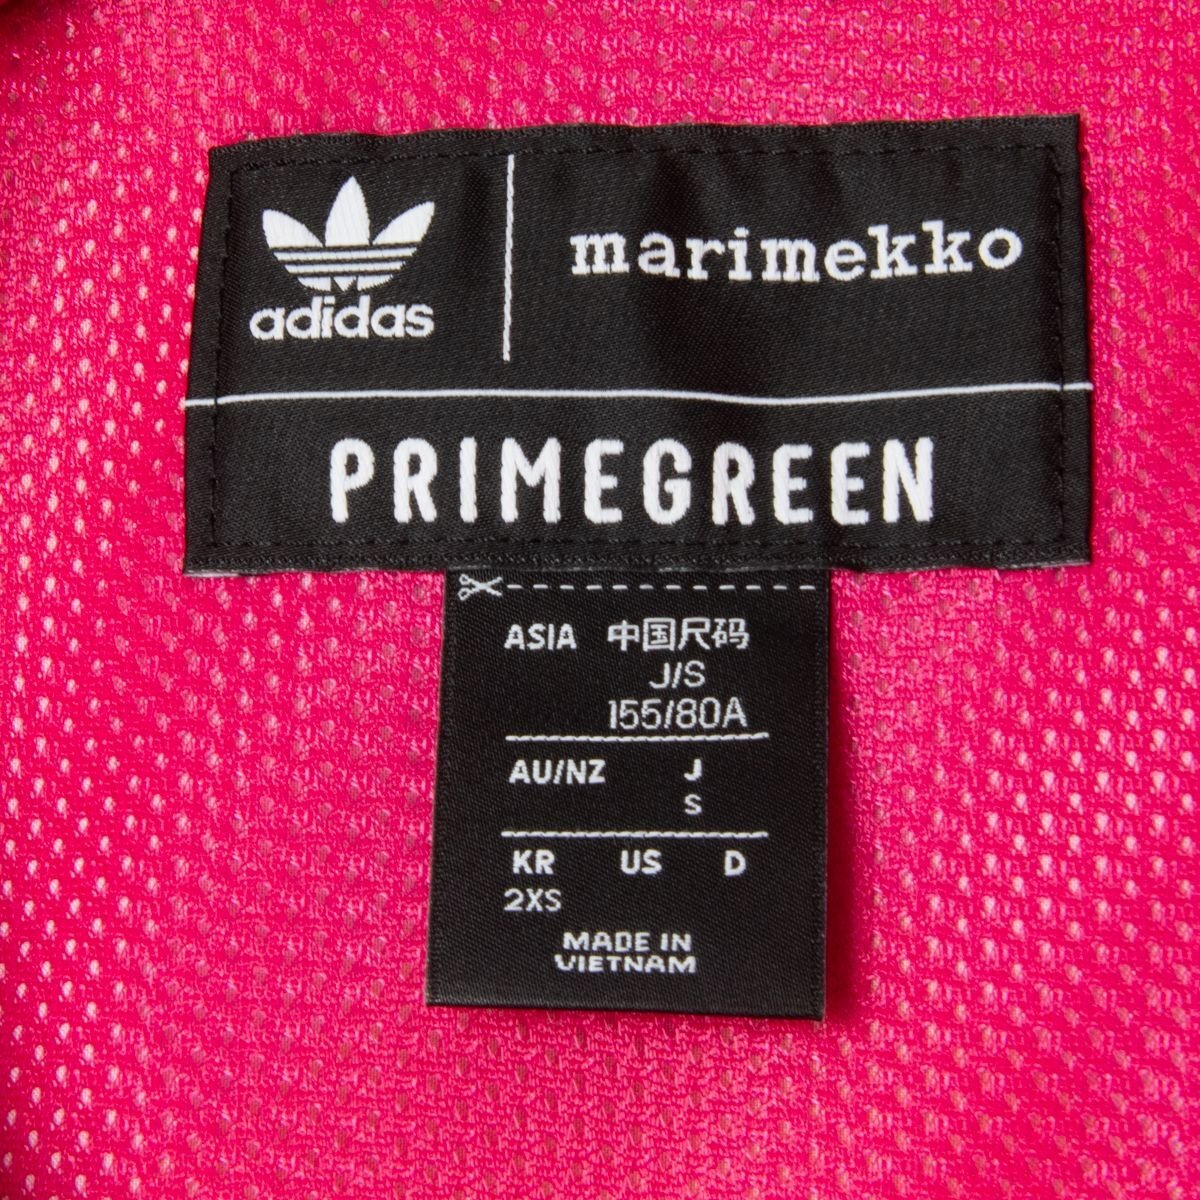 adidas
marimekko
PRIMEGREEN
ASIA 中国尺码
J/S
155/80A
AU/NZ J
S
KR US D
2XS
MADE IN
VIETNAM